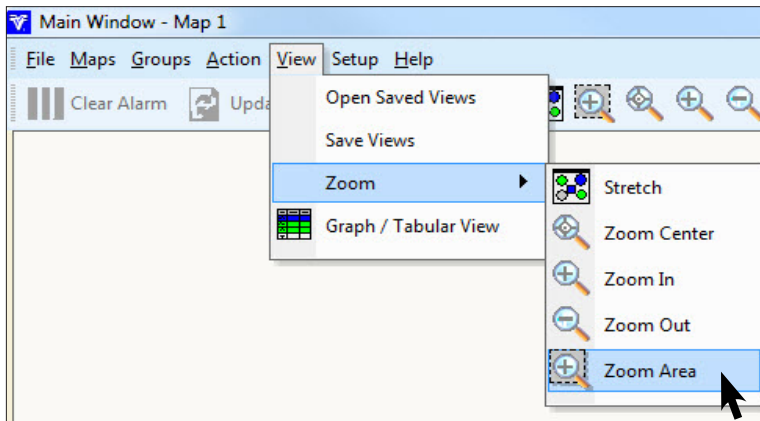 Main Window - Map 1
File Maps Groups Action View Setup Help
Clear Alarm
Open Saved Views
Save Views
Zoom
Graph / Tabular View
Stretch
Zoom Center
Zoom In
Zoom Out
Zoom Area